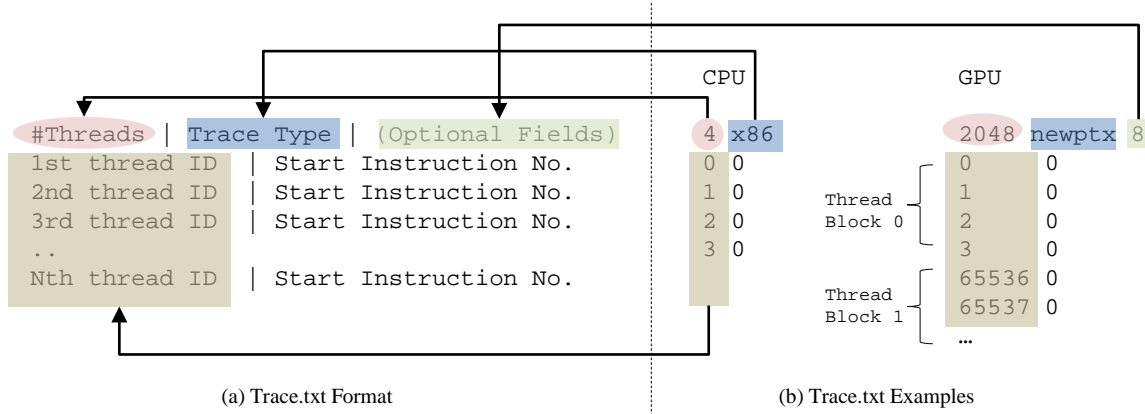 CPU
GPU
#Threads | Trace Type | (Optional Fields)
1st thread ID | Start Instruction No.
2nd thread ID | Start Instruction No.
3rd thread ID | Start Instruction No.
..
Nth thread ID | Start Instruction No.
4 x86
0 0
1 0
2 0
3 0
2048 newptx 8
0 0
1 0
2 0
3 0
65536 0
65537 0
…
Thread
Block 0
Thread
Block 1
(a) Trace.txt Format
(b) Trace.txt Examples